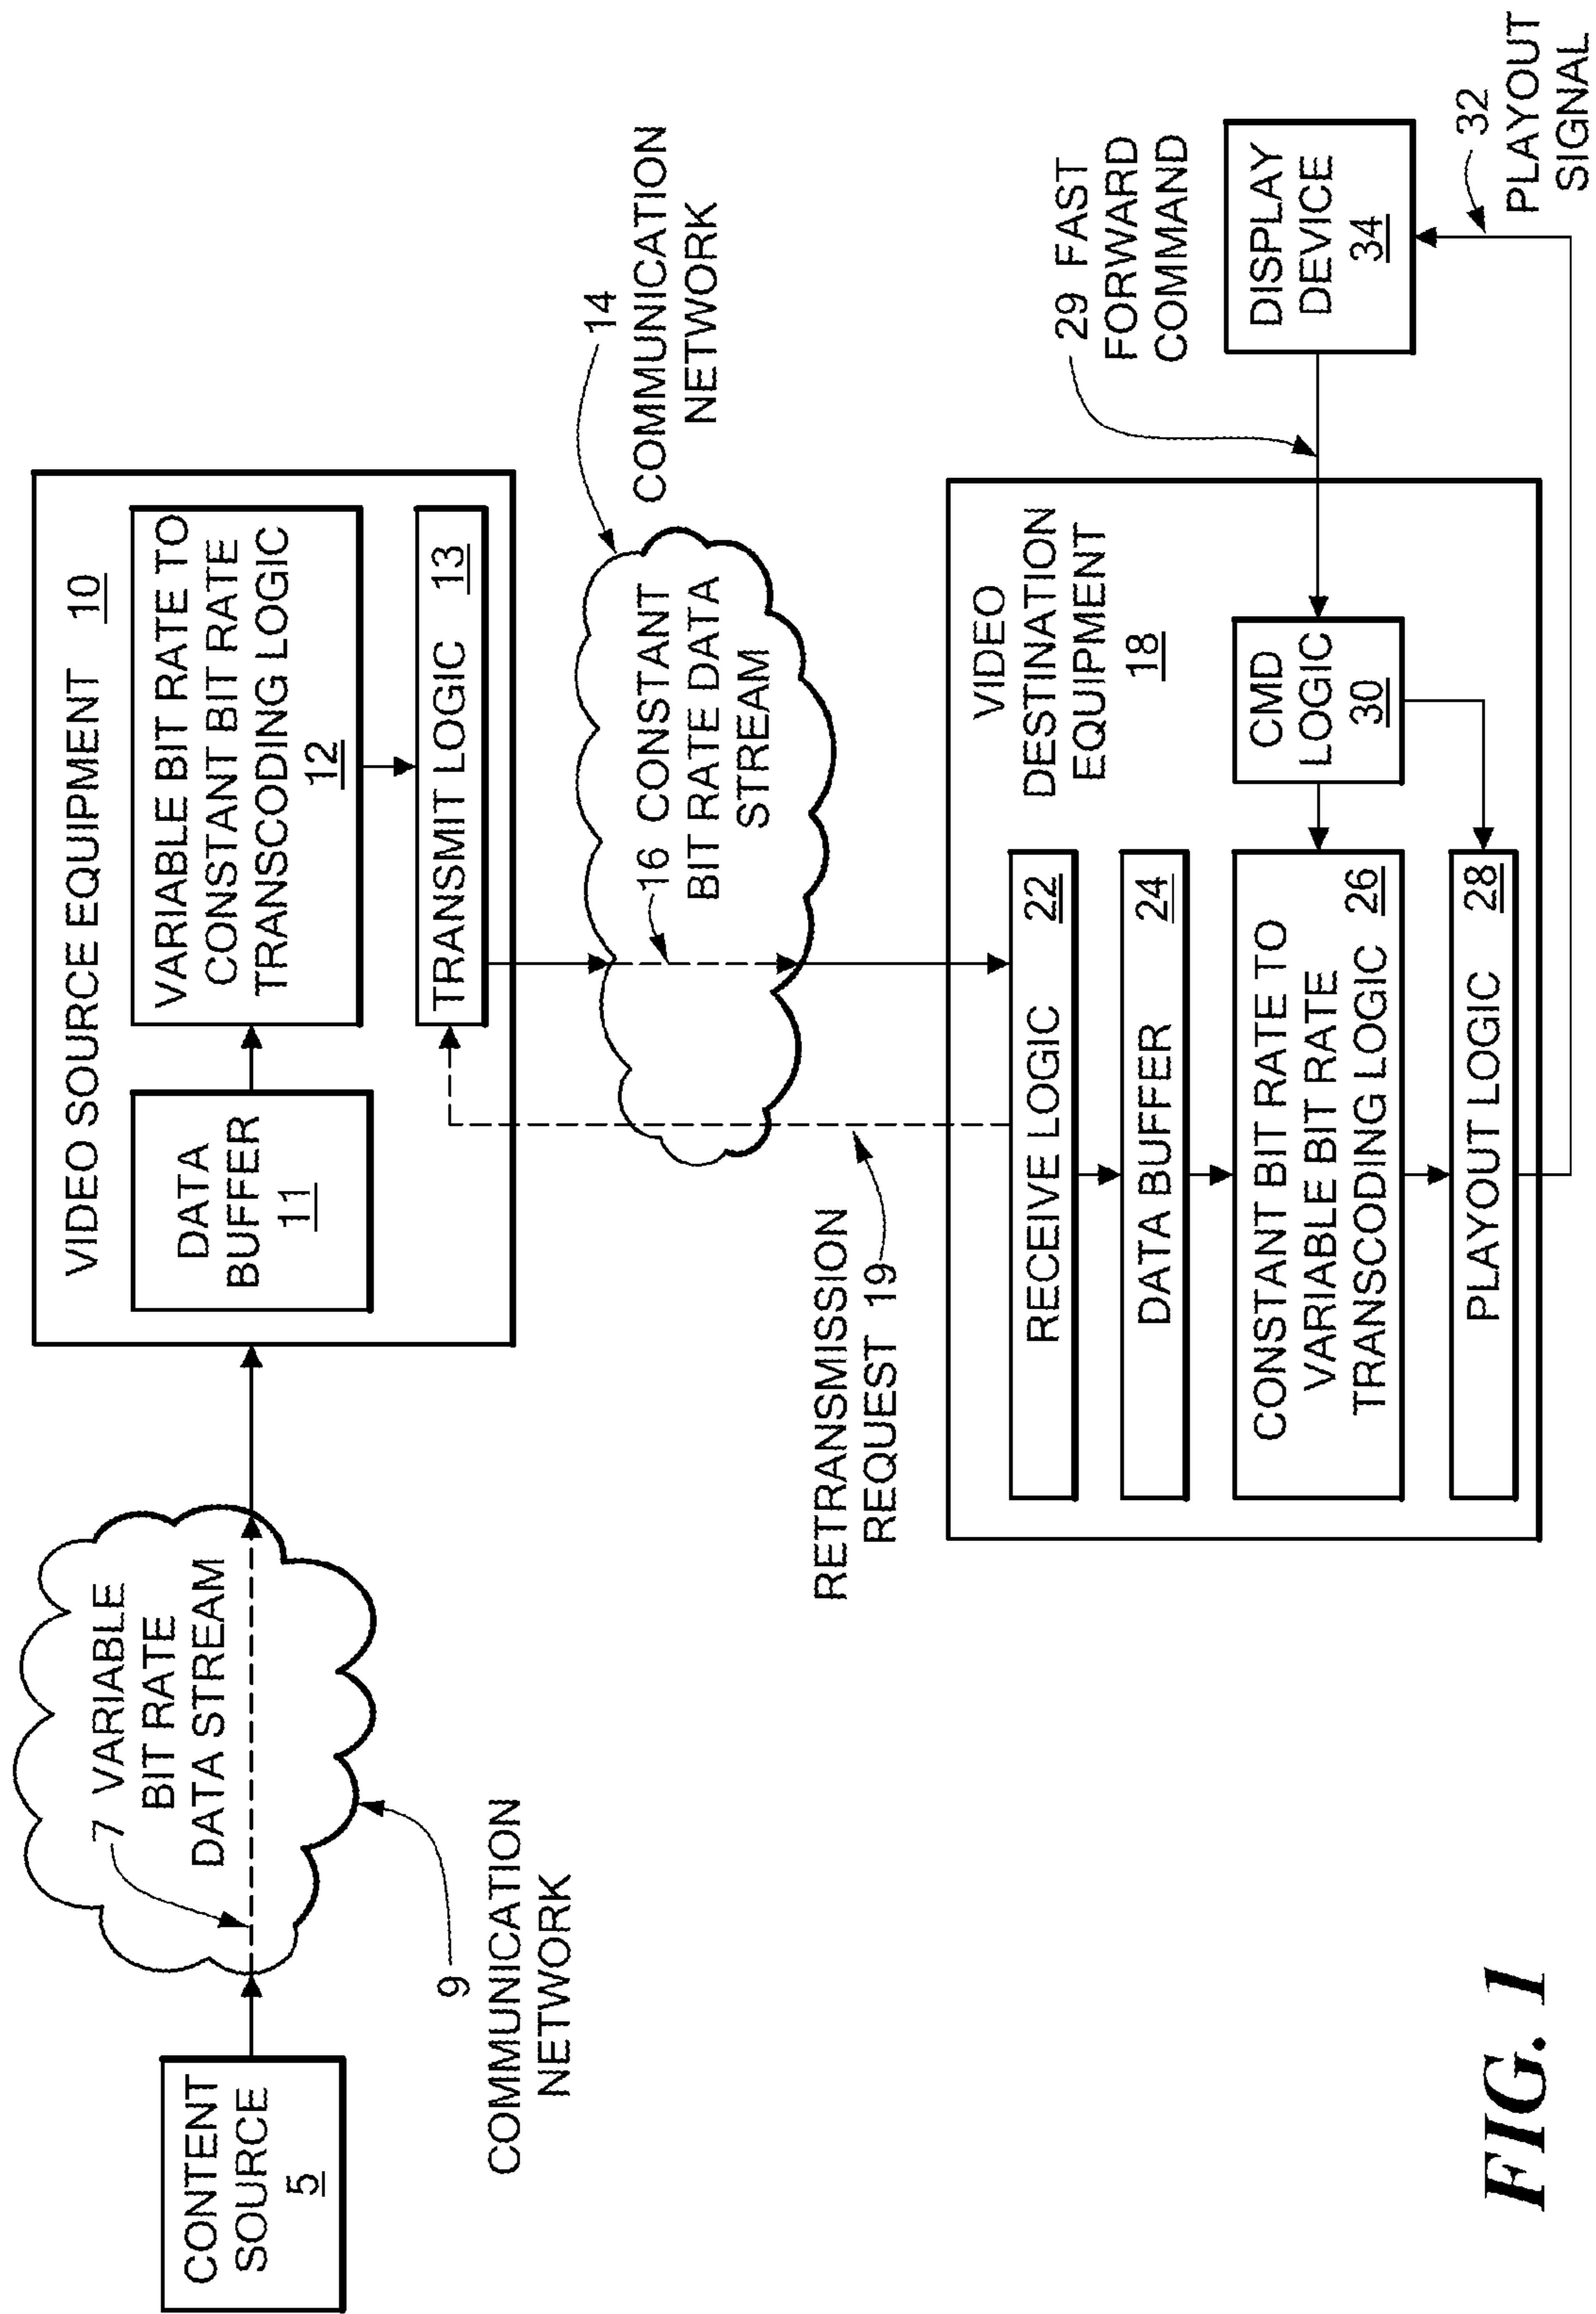 CONTENT
SOURCE
5
7 VARIABLE
BIT RATE
DATA STREAM
9
COMMUNICATION
NETWORK
VIDEO SOURCE EQUIPMENT 10
DATA
BUFFER
11
VARIABLE BIT RATE TO
CONSTANT BIT RATE
TRANSCODING LOGIC
12
TRANSMIT LOGIC 13
14
COMMUNICATION
NETWORK
16 CONSTANT
BIT RATE DATA
STREAM
RETRANSMISSION
REQUEST 19
VIDEO
DESTINATION
EQUIPMENT
18
RECEIVE LOGIC 22
DATA BUFFER 24
CONSTANT BIT RATE TO
VARIABLE BIT RATE
TRANSCODING LOGIC 26
PLAYOUT LOGIC 28
CMD
LOGIC
30
29 FAST
FORWARD
COMMAND
DISPLAY
DEVICE
34
32
PLAYOUT
SIGNAL
FIG. 1